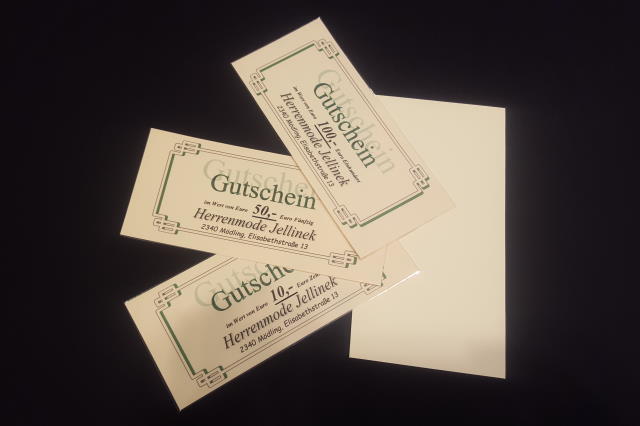 Gutschein
im Wert von Euro 100,- Euro Einhundert
Herrenmode Jellinek
2340 Mödling, Elisabethstraße 13
Gutschein
im Wert von Euro 50,- Euro Fünfzig
Herrenmode Jellinek
2340 Mödling, Elisabethstraße 13
Gutschein
im Wert von Euro 10,- Euro Zehn
Herrenmode Jellinek
2340 Mödling, Elisabethstraße 13